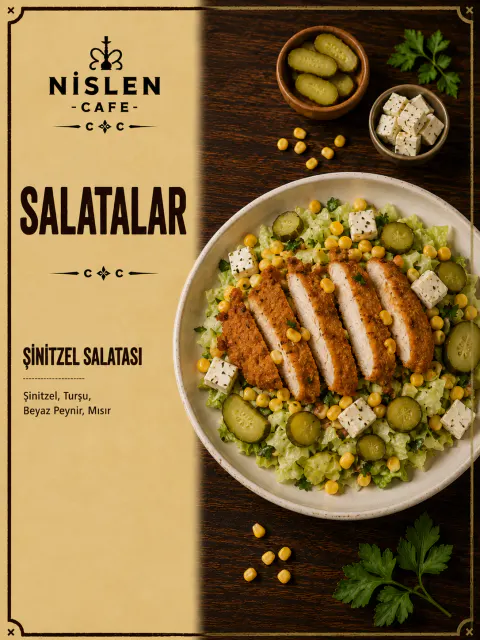 NİSLEN
- CAFE -
C C
SALATALAR
C C
ŞİNİTZEL SALATASI
Şinitzel, Turşu,
Beyaz Peynir, Mısır